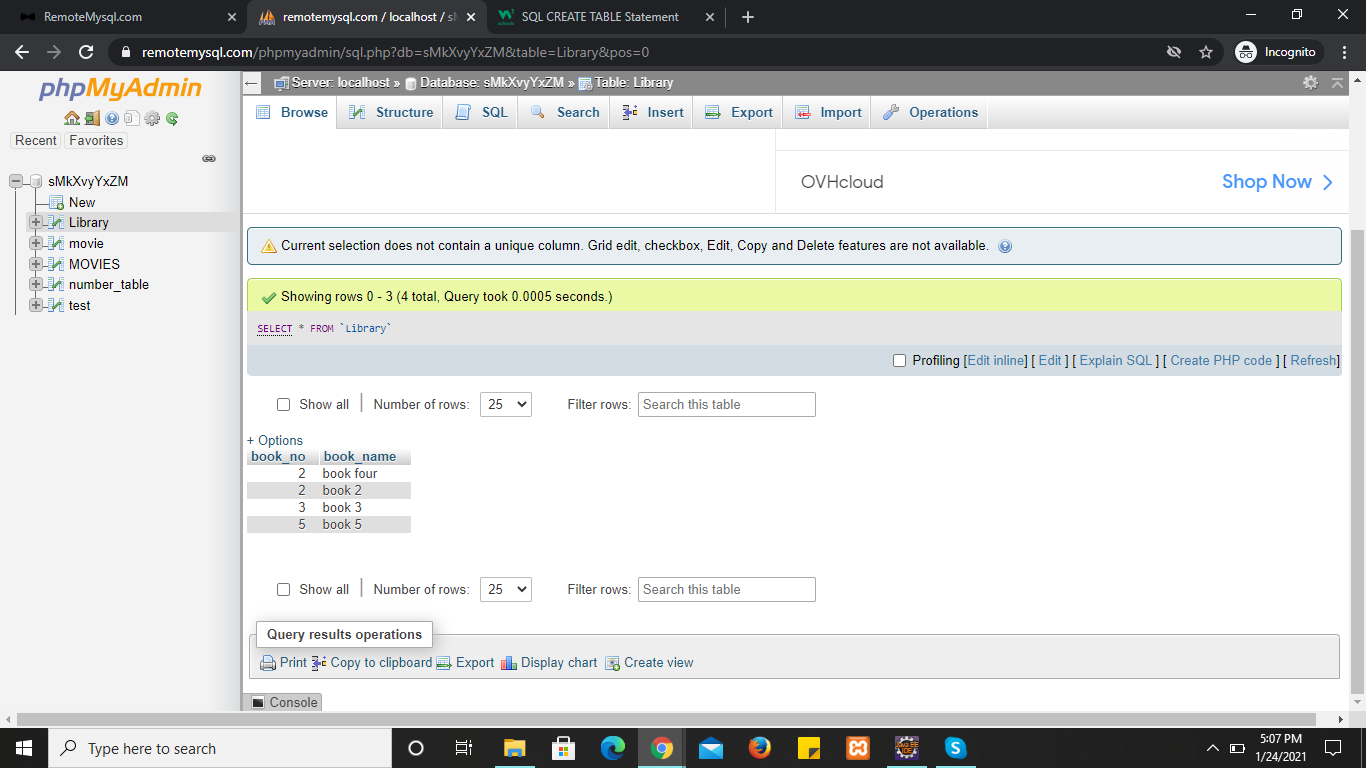 RemoteMysql.com
remotemysql.com / localhost / sM
SQL CREATE TABLE Statement
remotemysql.com/phpmyadmin/sql.php?db=sMkXvyYxZM&table=Library&pos=0
Incognito
phpMyAdmin
Recent Favorites
sMkXvyYxZM
New
Library
movie
MOVIES
number_table
test
Server: localhost » Database: sMkXvyYxZM » Table: Library
Browse Structure SQL Search Insert Export Import Operations
OVHcloud
Shop Now
Current selection does not contain a unique column. Grid edit, checkbox, Edit, Copy and Delete features are not available.
Showing rows 0 - 3 (4 total, Query took 0.0005 seconds.)
SELECT * FROM `Library`
Profiling [Edit inline] [ Edit ] [ Explain SQL ] [ Create PHP code ] [ Refresh]
Show all | Number of rows: 25 Filter rows: Search this table
+ Options
book_no book_name
2 book four
2 book 2
3 book 3
5 book 5
Show all | Number of rows: 25 Filter rows: Search this table
Query results operations
Print Copy to clipboard Export Display chart Create view
Console
Type here to search
5:07 PM
1/24/2021